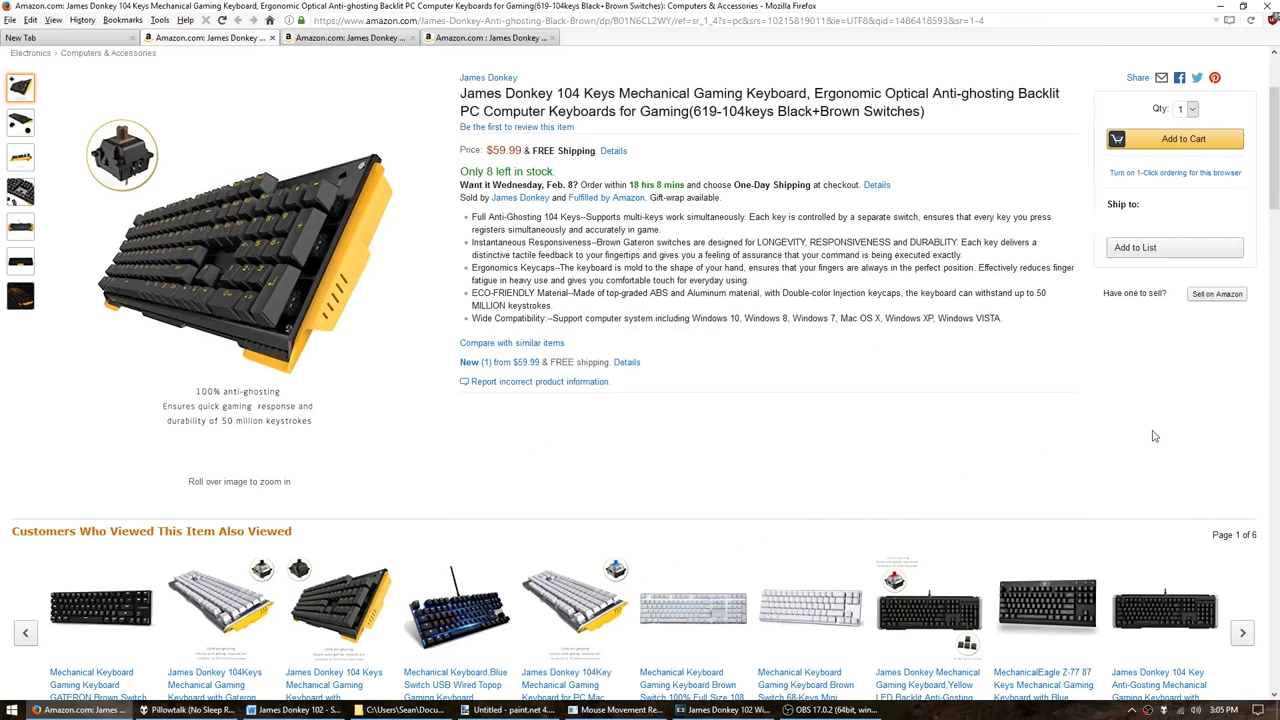 Amazon.com: James Donkey 104 Keys Mechanical Gaming Keyboard, Ergonomic Optical Anti-ghosting Backlit PC Computer Keyboards for Gaming(619-104keys Black+Brown Switches): Computers & Accessories - Mozilla Firefox
File Edit View History Bookmarks Tools Help
https://www.amazon.com/James-Donkey-Anti-ghosting-Black-Brown/dp/B01N6CL2WY/ref=sr_1_4?s=pc&srs=10215819011&ie=UTF8&qid=1486418593&sr=1-4
New Tab
Amazon.com: James Donkey ...
Amazon.com: James Donkey ...
Amazon.com : James Donkey ...
Electronics › Computers & Accessories
James Donkey
Share
James Donkey 104 Keys Mechanical Gaming Keyboard, Ergonomic Optical Anti-ghosting Backlit
PC Computer Keyboards for Gaming(619-104keys Black+Brown Switches)
Be the first to review this item
Qty: 1
Add to Cart
Turn on 1-Click ordering for this browser
Ship to:
Add to List
Have one to sell? Sell on Amazon
Price: $59.99 & FREE Shipping. Details
Only 8 left in stock.
Want it Wednesday, Feb. 8? Order within 18 hrs 8 mins and choose One-Day Shipping at checkout. Details
Sold by James Donkey and Fulfilled by Amazon. Gift-wrap available.
Full Anti-Ghosting 104 Keys--Supports multi-keys work simultaneously. Each key is controlled by a separate switch, ensures that every key you press
registers simultaneously and accurately in game.
Instantaneous Responsiveness--Brown Gateron switches are designed for LONGEVITY, RESPONSIVENESS and DURABLITY. Each key delivers a
distinctive tactile feedback to your fingertips and gives you a feeling of assurance that your command is being executed exactly.
Ergonomics Keycaps--The keyboard is mold to the shape of your hand, ensures that your fingers are always in the perfect position. Effectively reduces finger
fatigue in heavy use and gives you comfortable touch for everyday using.
ECO-FRIENDLY Material--Made of top-graded ABS and Aluminum material, with Double-color Injection keycaps, the keyboard can withstand up to 50
MILLION keystrokes.
Wide Compatibility:--Support computer system including Windows 10, Windows 8, Windows 7, Mac OS X, Windows XP, Windows VISTA.
Compare with similar items
New (1) from $59.99 & FREE shipping. Details
Report incorrect product information.
100% anti-ghosting
Ensures quick gaming response and
durability of 50 million keystrokes
Roll over image to zoom in
Customers Who Viewed This Item Also Viewed
Page 1 of 6
Mechanical Keyboard
Gaming Keyboard
GATERON Brown Switch
James Donkey 104Keys
Mechanical Gaming
Keyboard with Gateron
James Donkey 104 Keys
Mechanical Gaming
Keyboard with
Mechanical Keyboard,Blue
Switch USB Wired Topop
Gaming Keyboard
James Donkey 104Key
Mechanical Gaming
Keyboard for PC Mac
Mechanical Keyboard
Gaming Keyboard Brown
Switch 100% Full Size 108
Mechanical Keyboard
Gaming Keyboard Brown
Switch 68-Keys Mini
James Donkey Mechanical
Gaming Keyboard,Yellow
LED Backlit Anti-Ghosting
MechanicalEagle Z-77 87
Keys Mechanical Gaming
Keyboard with Blue
James Donkey 104 Key
Anti-Gosting Mechanical
Gaming Keyboard with
Amazon.com: James ...
Pillowtalk (No Sleep R...
James Donkey 102 - S...
C:\Users\Sean\Docum...
Untitled - paint.net 4....
Mouse Movement Re...
James Donkey 102 Wi...
OBS 17.0.2 (64bit, win...
3:05 PM